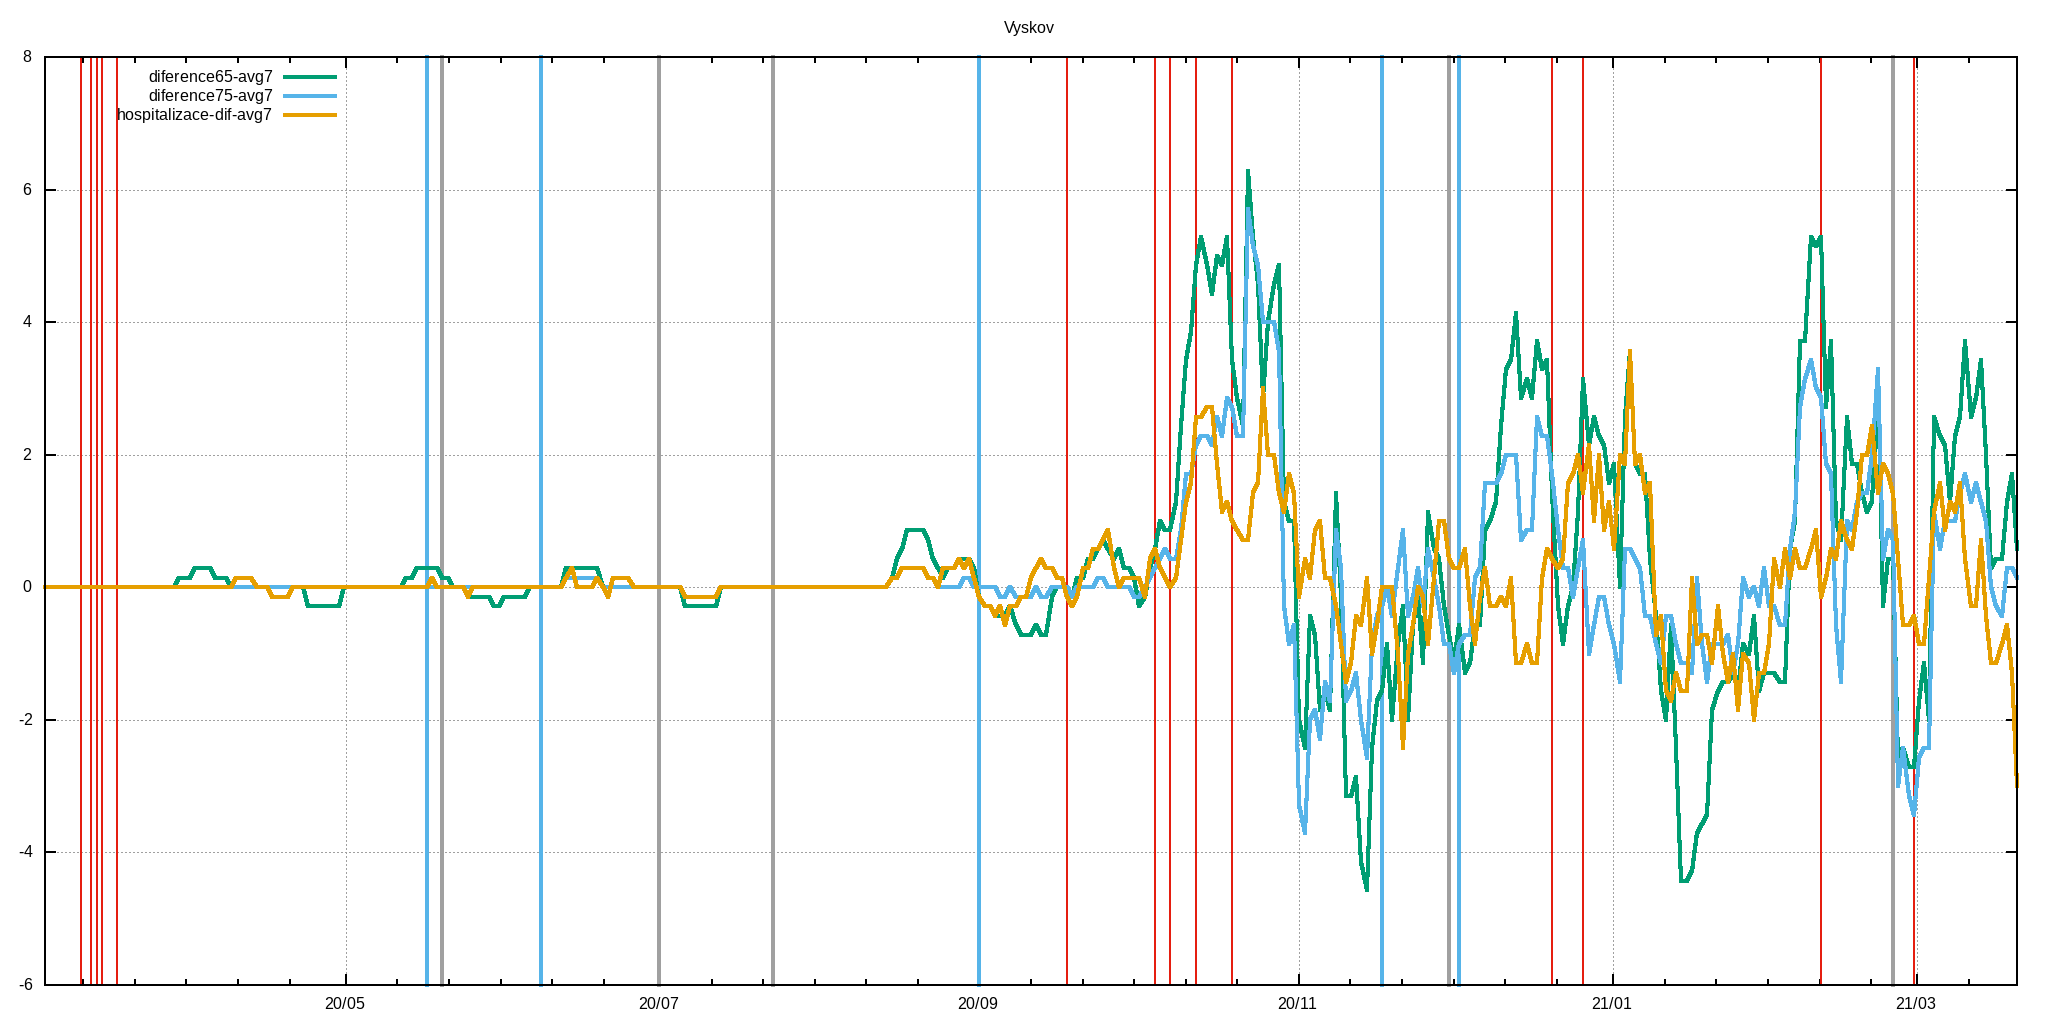 Vyskov
8
diference65-avg7
diference75-avg7
hospitalizace-dif-avg7
6
4
2
0
-2
-4
-6
20/05 20/07 20/09 20/11 21/01 21/03